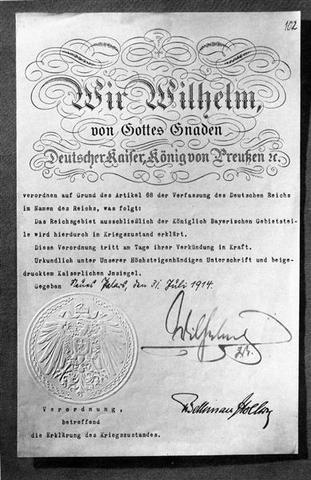 102
Wir Wilhelm,
von Gottes Gnaden
Deutscher Kaiser, König von Preußen ꝛc.
verordnen auf Grund des Artikel 68 der Verfassung des Deutschen Reichs
im Namen des Reichs, was folgt:
Das Reichsgebiet ausschließlich der Königlich Bayerischen Gebietstei-
le wird hierdurch in Kriegszustand erklärt.
Diese Verordnung tritt am Tage ihrer Verkündung in Kraft.
Urkundlich unter Unserer Höchsteigenhändigen Unterschrift und beige-
drucktem Kaiserlichen Insiegel.
Gegeben Neues Palais, den 31. Juli 1914.
Wilhelm
I.R.
Verordnung,
Bethmann Hollweg
betreffend
die Erklärung des Kriegszustandes.